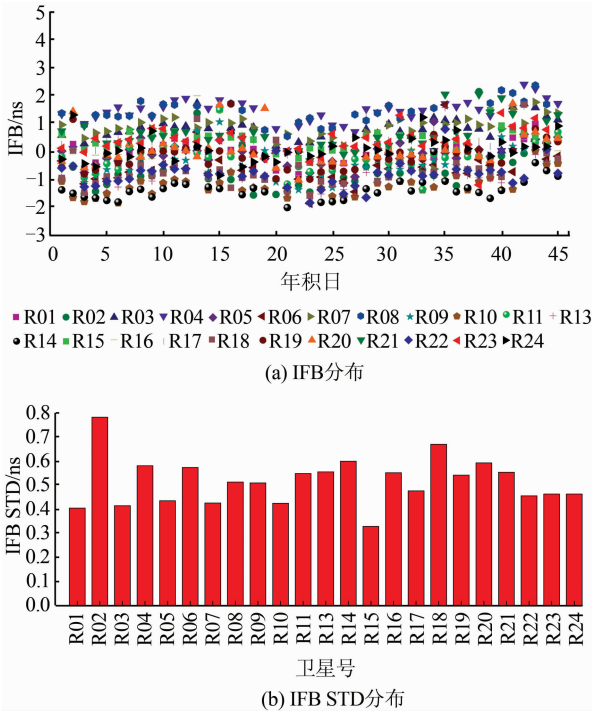 5
4
3
2
1
0
−1
−2
−3
IFB/ns
0 5 10 15 20 25 30 35 40 45
年积日
R01 R02 R03 R04 R05 R06 R07 R08 R09 R10 R11 R13
R14 R15 R16 R17 R18 R19 R20 R21 R22 R23 R24
(a) IFB分布
0.8
0.7
0.6
0.5
0.4
0.3
0.2
0.1
0.0
IFB STD/ns
R01 R02 R03 R04 R05 R06 R07 R08 R09 R10 R11 R13 R14 R15 R16 R17 R18 R19 R20 R21 R22 R23 R24
卫星号
(b) IFB STD分布